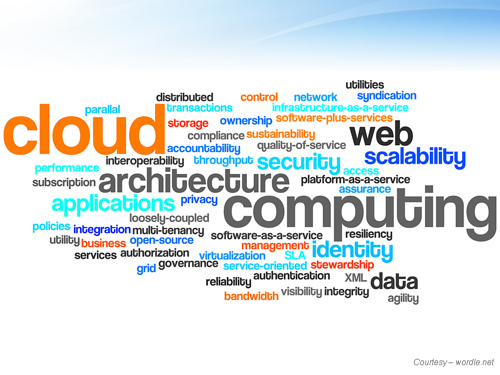 utilities
distributed control network syndication
parallal transactions infrastructure-as-a-service
cloud storage ownership software-plus-services
compliance sustainability web
accountability quality-of-service
interoperability throughput security scalability
performance access
subscription architecture platform-as-a-service
assurance
applications privacy computing
loosely-coupled
policies integration multi-tenancy software-as-a-service resiliency
utility business open-source management identity
services authorization virtualization SLA
grid governance service-oriented stewardship
authentication XML data
reliability
bandwidth visibility integrity agility
Courtesy – wordle.net